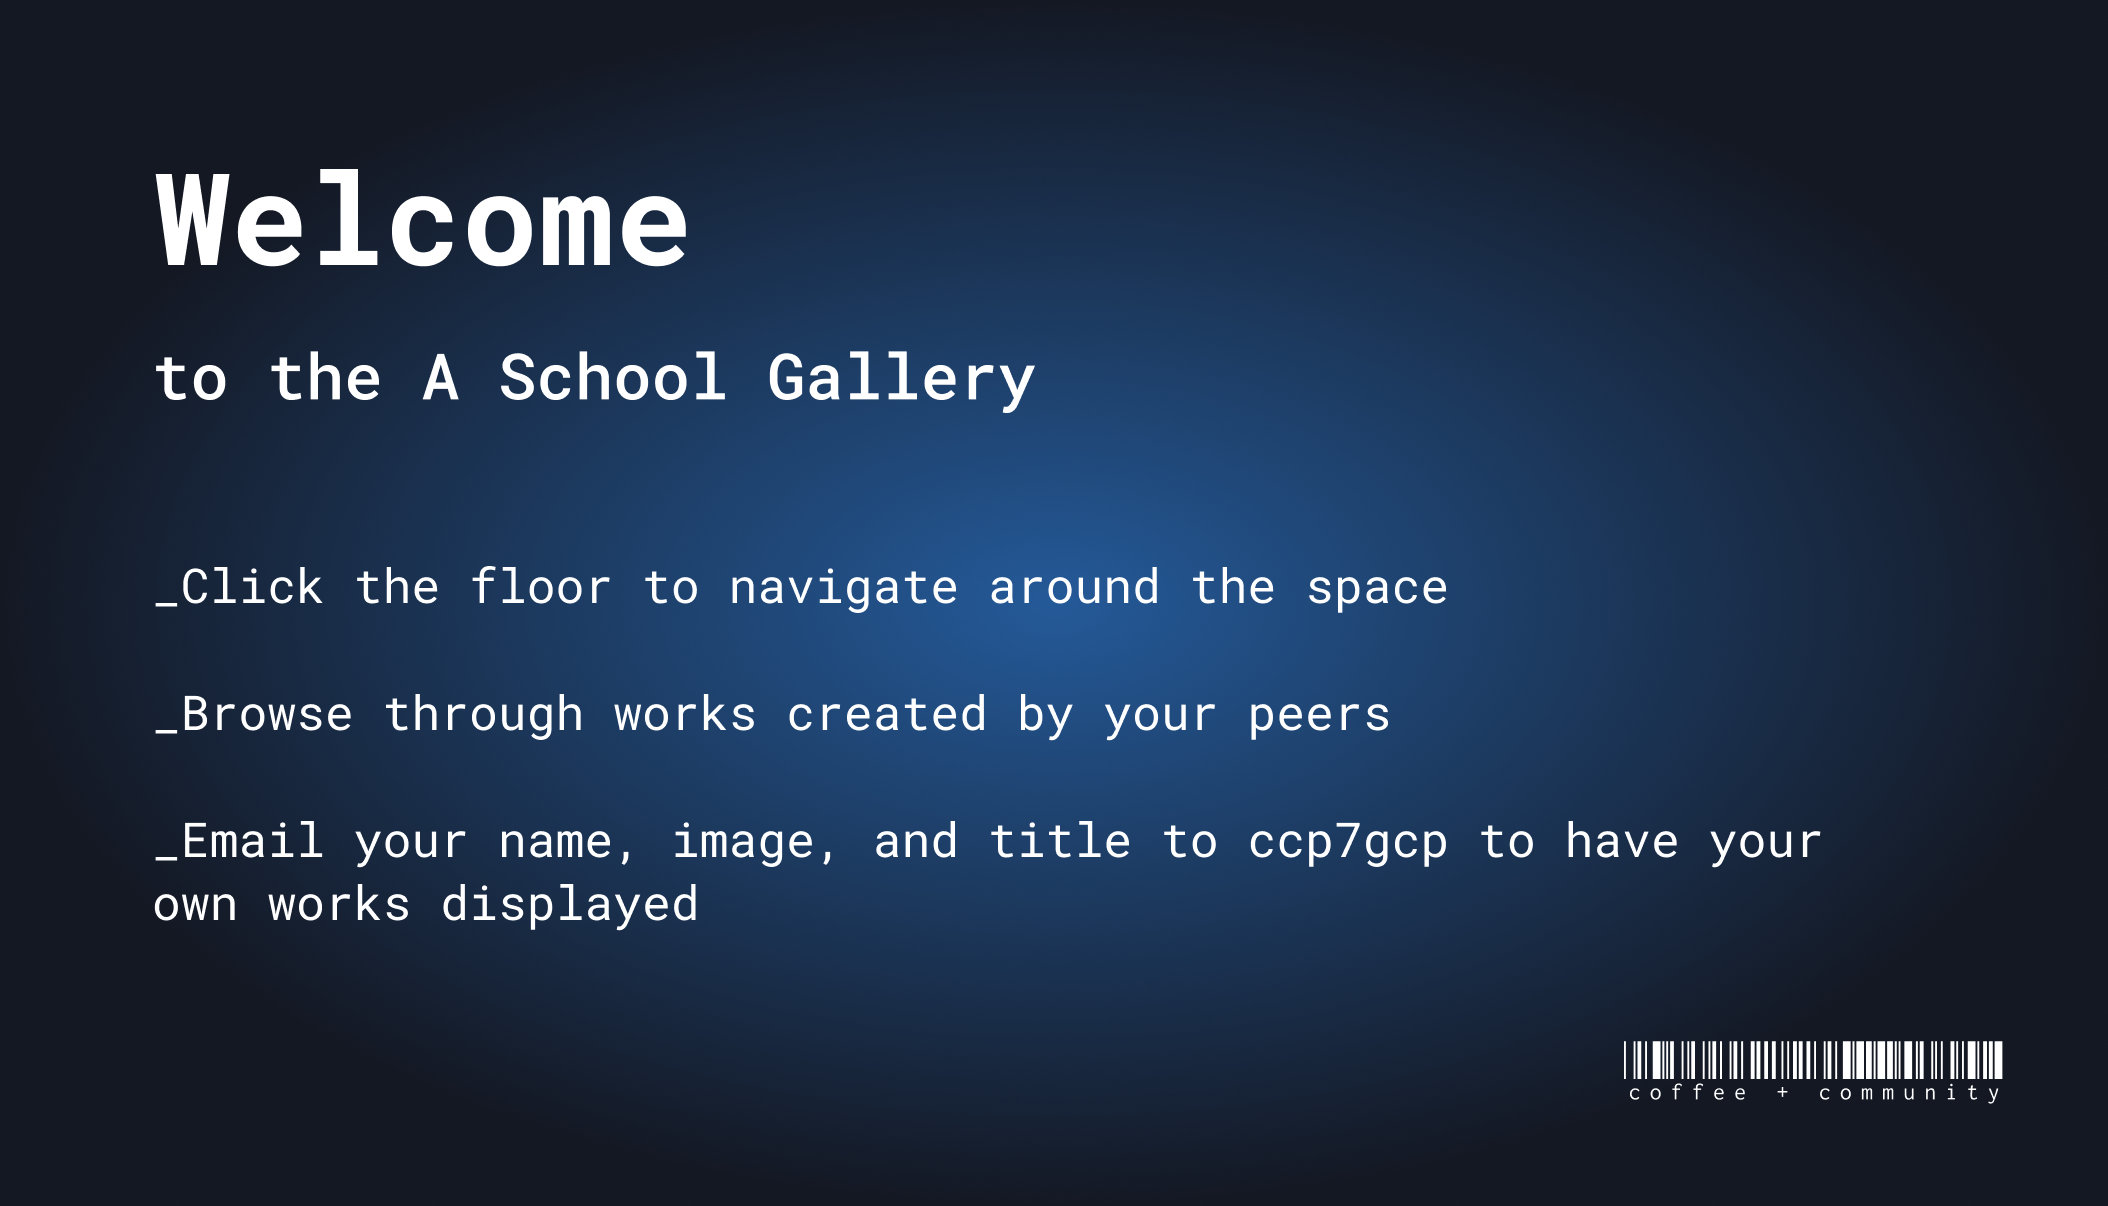 Welcome
to the A School Gallery
_Click the floor to navigate around the space
_Browse through works created by your peers
_Email your name, image, and title to ccp7gcp to have your
own works displayed
coffee + community